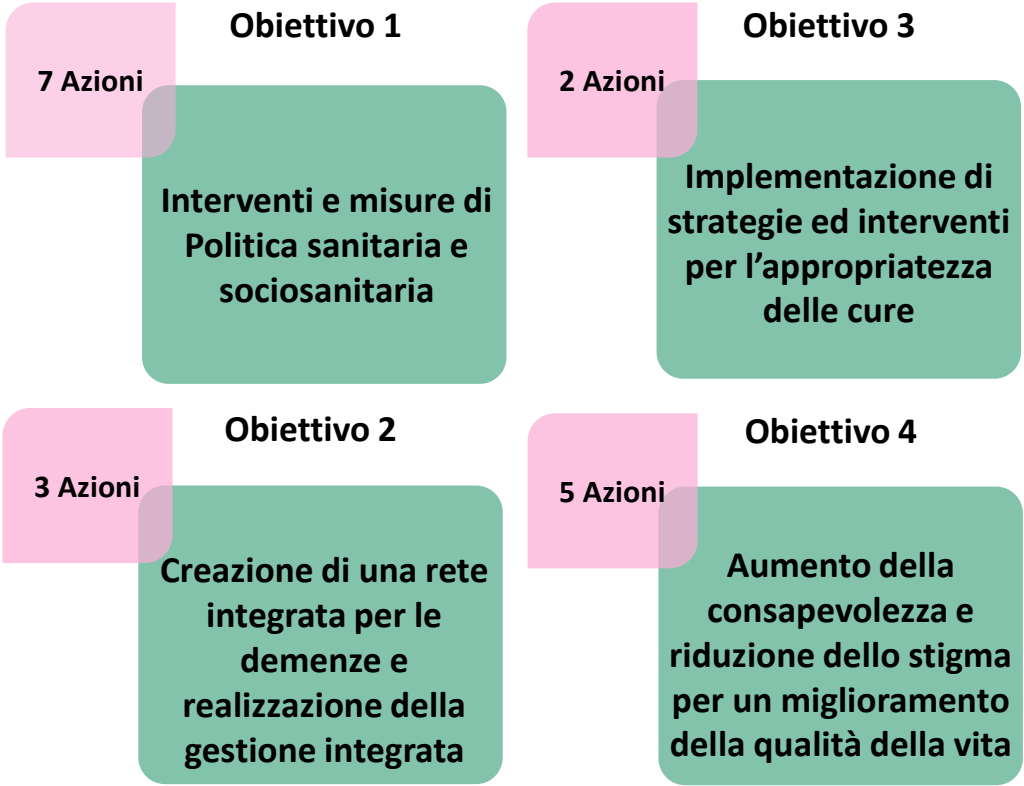 Obiettivo 1
7 Azioni
Interventi e misure di
Politica sanitaria e
sociosanitaria
Obiettivo 2
3 Azioni
Creazione di una rete
integrata per le
demenze e
realizzazione della
gestione integrata
Obiettivo 3
2 Azioni
Implementazione di
strategie ed interventi
per l’appropriatezza
delle cure
Obiettivo 4
5 Azioni
Aumento della
consapevolezza e
riduzione dello stigma
per un miglioramento
della qualità della vita